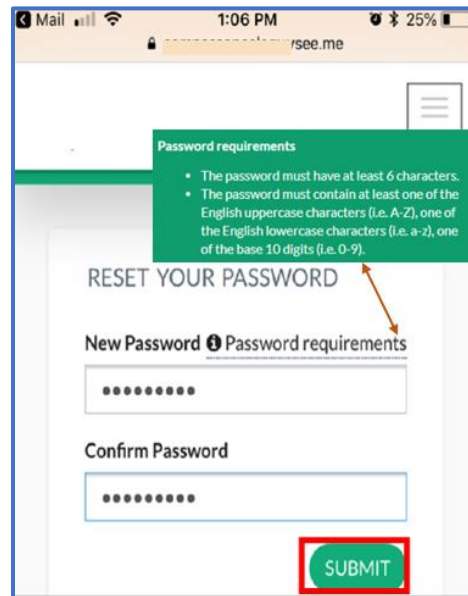 Mail 1:06 PM 25%
see.me
Password requirements
• The password must have at least 6 characters.
• The password must contain at least one of the
English uppercase characters (i.e. A-Z), one of
the English lowercase characters (i.e. a-z), one
of the base 10 digits (i.e. 0-9).
RESET YOUR PASSWORD
New Password Password requirements
•••••••••
Confirm Password
•••••••••
SUBMIT